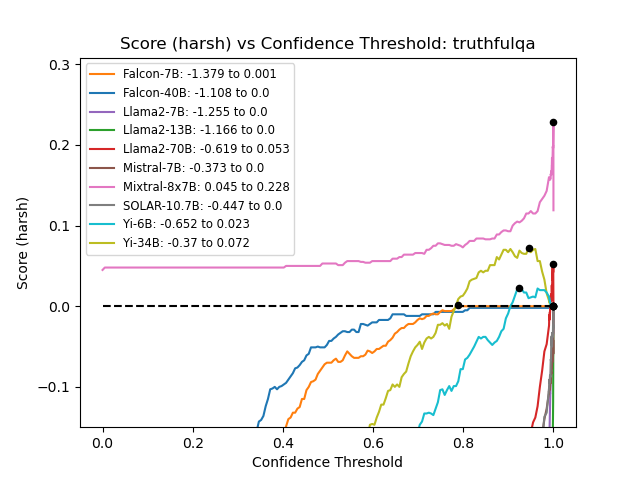 Score (harsh) vs Confidence Threshold: truthfulqa
Score (harsh)
0.3
0.2
0.1
0.0
−0.1
Falcon-7B: -1.379 to 0.001
Falcon-40B: -1.108 to 0.0
Llama2-7B: -1.255 to 0.0
Llama2-13B: -1.166 to 0.0
Llama2-70B: -0.619 to 0.053
Mistral-7B: -0.373 to 0.0
Mixtral-8x7B: 0.045 to 0.228
SOLAR-10.7B: -0.447 to 0.0
Yi-6B: -0.652 to 0.023
Yi-34B: -0.37 to 0.072
0.0 0.2 0.4 0.6 0.8 1.0
Confidence Threshold